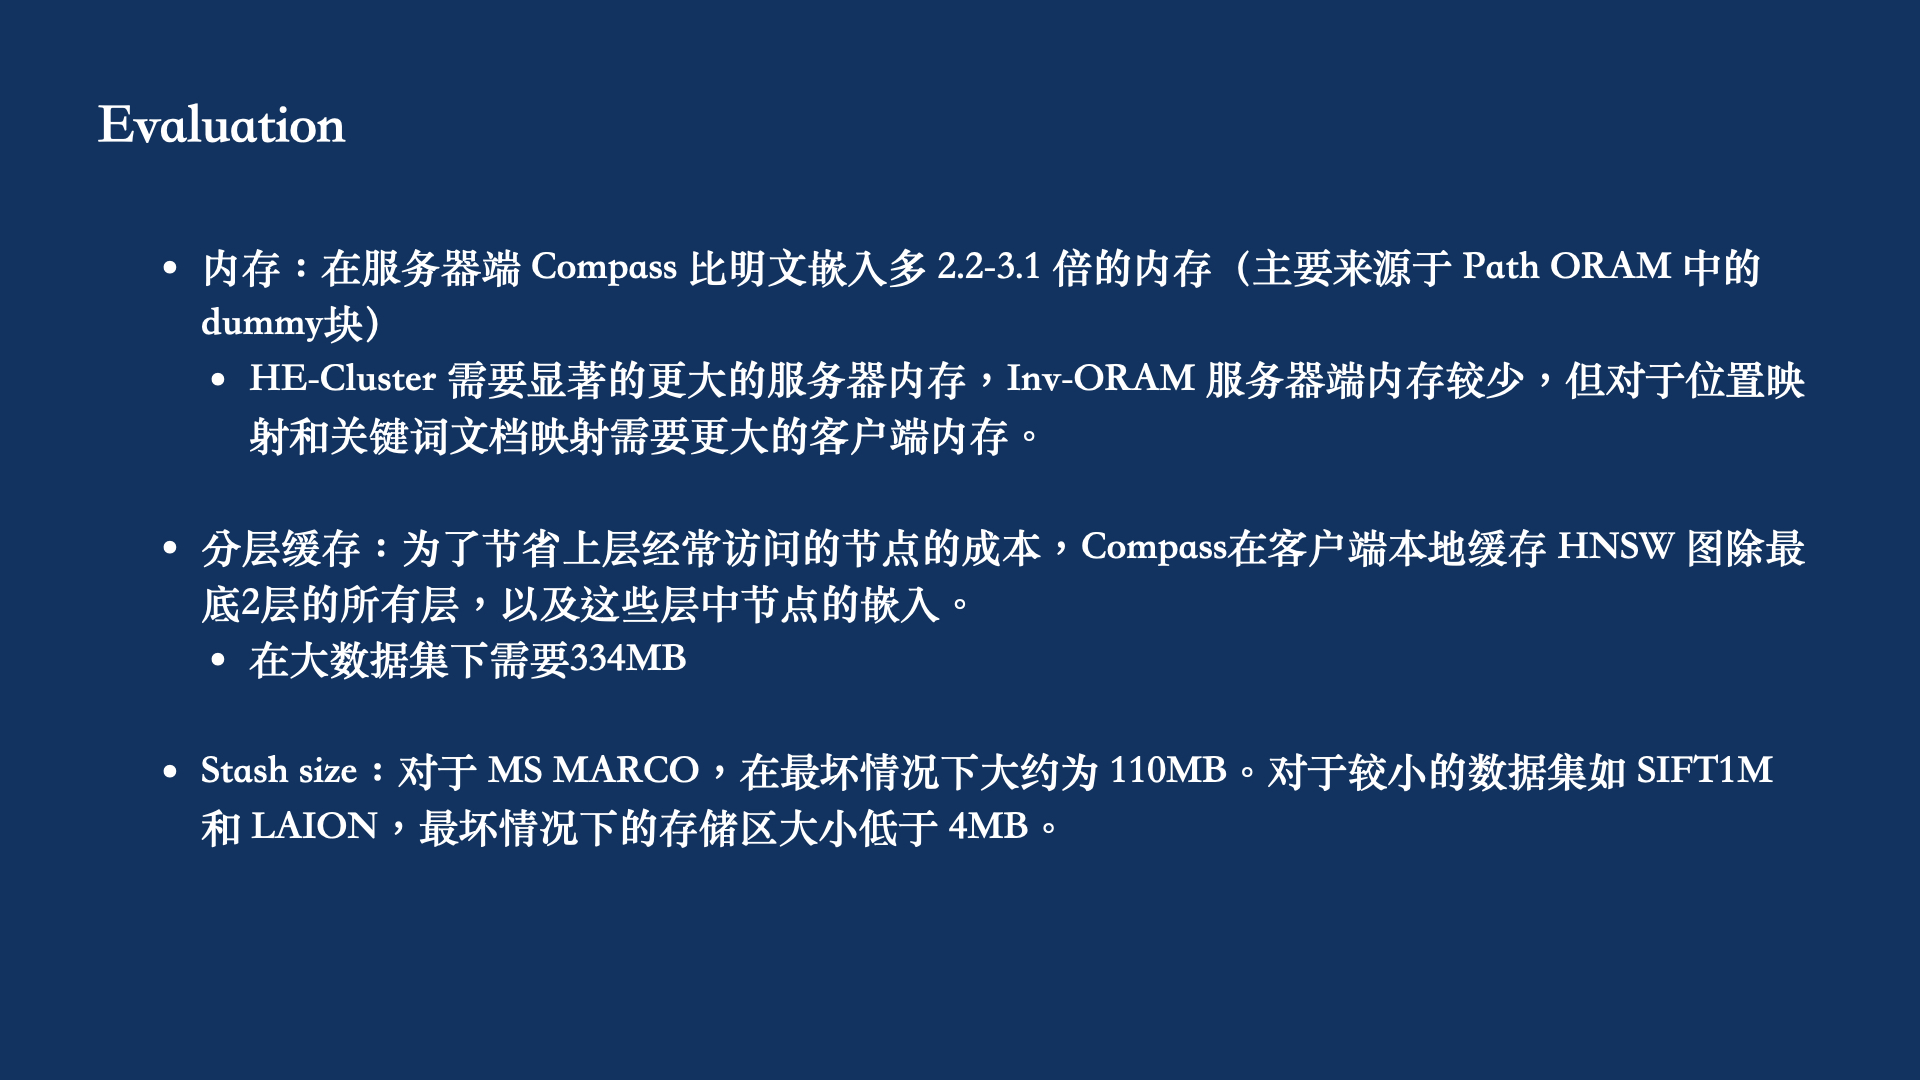 Evaluation
• 内存：在服务器端 Compass 比明文嵌入多 2.2-3.1 倍的内存（主要来源于 Path ORAM 中的
dummy块）
• HE-Cluster 需要显著的更大的服务器内存，Inv-ORAM 服务器端内存较少，但对于位置映
射和关键词文档映射需要更大的客户端内存。
• 分层缓存：为了节省上层经常访问的节点的成本，Compass在客户端本地缓存 HNSW 图除最
底2层的所有层，以及这些层中节点的嵌入。
• 在大数据集下需要334MB
• Stash size：对于 MS MARCO，在最坏情况下大约为 110MB。对于较小的数据集如 SIFT1M
和 LAION，最坏情况下的存储区大小低于 4MB。